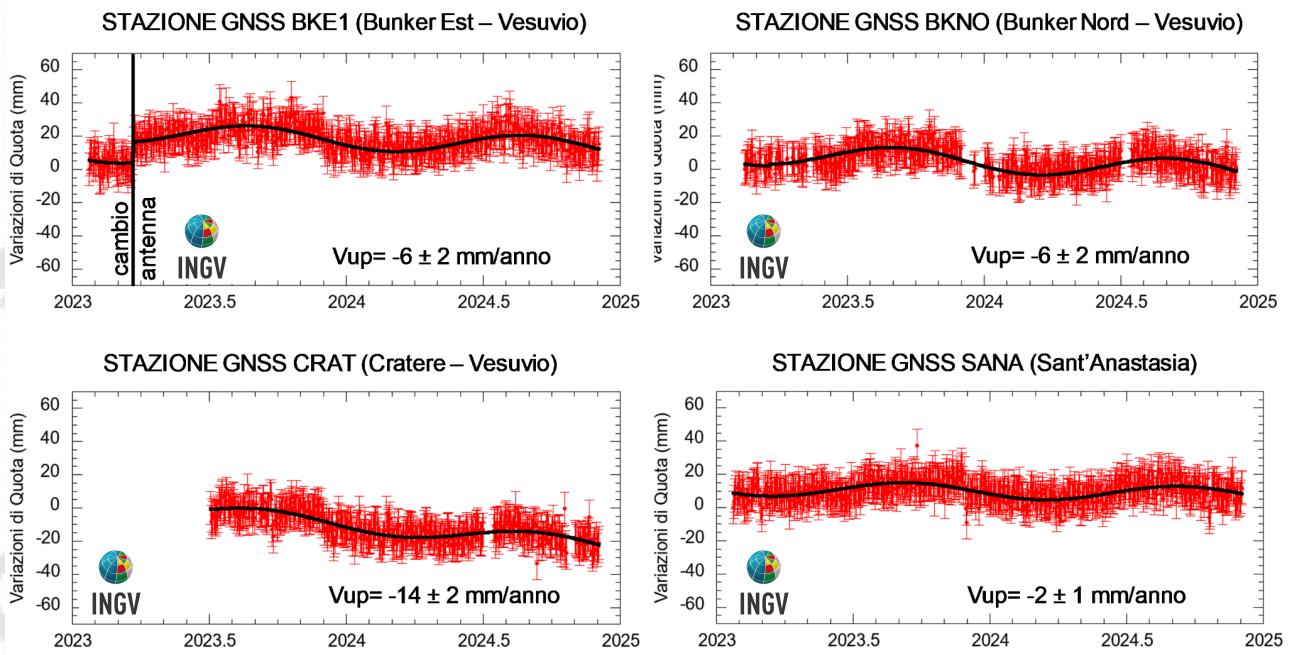 STAZIONE GNSS BKE1 (Bunker Est – Vesuvio)
Variazioni di Quota (mm)
60
40
20
0
-20
-40
-60
cambio
antenna
INGV
Vup= -6 ± 2 mm/anno
2023 2023.5 2024 2024.5 2025
STAZIONE GNSS BKNO (Bunker Nord – Vesuvio)
Variazioni di Quota (mm)
60
40
20
0
-20
-40
-60
INGV
Vup= -6 ± 2 mm/anno
2023 2023.5 2024 2024.5 2025
STAZIONE GNSS CRAT (Cratere – Vesuvio)
Variazioni di Quota (mm)
60
40
20
0
-20
-40
-60
INGV
Vup= -14 ± 2 mm/anno
2023 2023.5 2024 2024.5 2025
STAZIONE GNSS SANA (Sant'Anastasia)
Variazioni di Quota (mm)
60
40
20
0
-20
-40
-60
INGV
Vup= -2 ± 1 mm/anno
2023 2023.5 2024 2024.5 2025